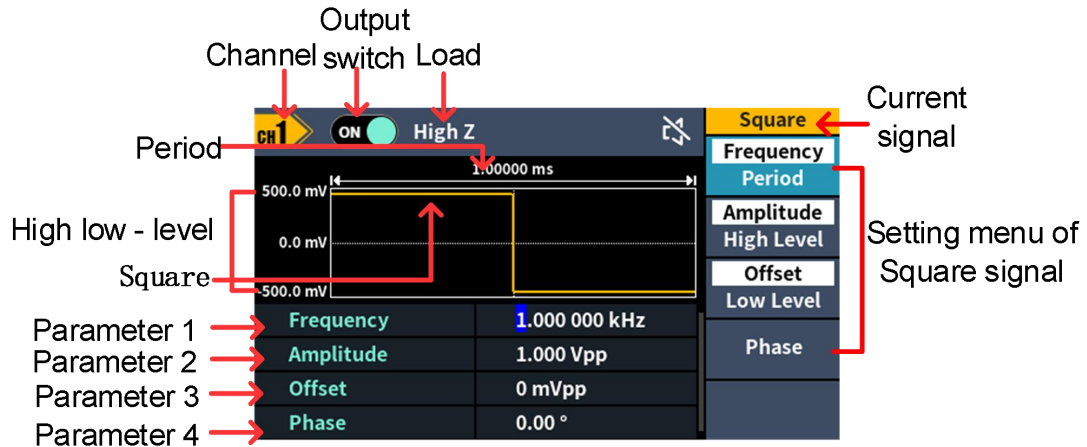 Output
Channel switch Load
CH1 ON High Z
Square
Current
signal
Period
1.00000 ms
Frequency
Period
500.0 mV
High low - level
0.0 mV
Amplitude
High Level
Setting menu of
Square signal
Square
-500.0 mV
Offset
Low Level
Parameter 1
Frequency 1.000 000 kHz
Phase
Parameter 2
Amplitude 1.000 Vpp
Parameter 3
Offset 0 mVpp
Parameter 4
Phase 0.00 °